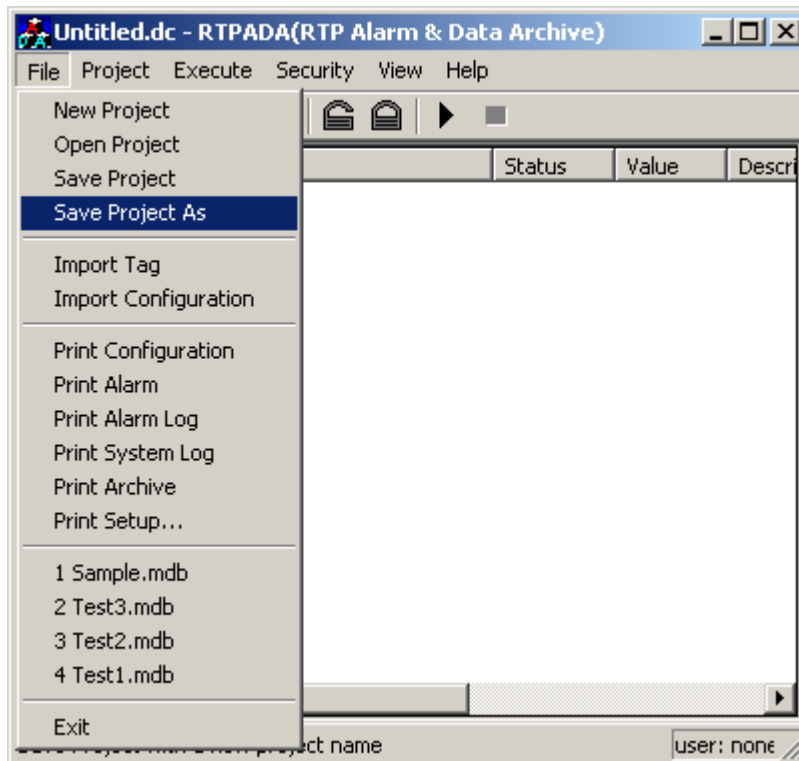 Untitled.dc - RTPADA(RTP Alarm & Data Archive)
File Project Execute Security View Help
New Project
Open Project
Save Project
Save Project As
Import Tag
Import Configuration
Print Configuration
Print Alarm
Print Alarm Log
Print System Log
Print Archive
Print Setup...
1 Sample.mdb
2 Test3.mdb
3 Test2.mdb
4 Test1.mdb
Exit
Status Value Descri
name
user: none